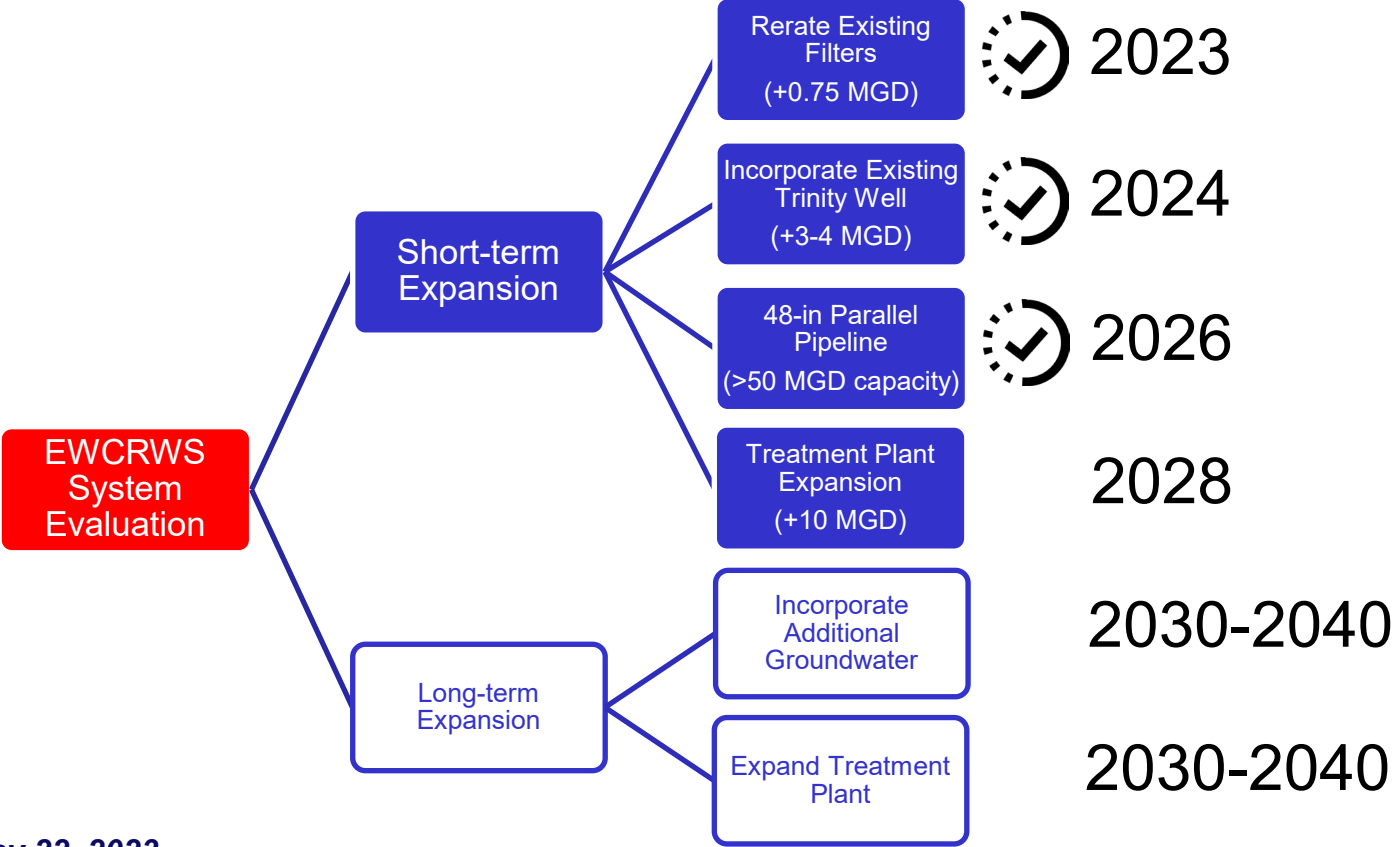 EWCRWS
System
Evaluation
Short-term
Expansion
Rerate Existing
Filters
(+0.75 MGD)
2023
Incorporate Existing
Trinity Well
(+3-4 MGD)
2024
48-in Parallel
Pipeline
(>50 MGD capacity)
2026
Treatment Plant
Expansion
(+10 MGD)
2028
Long-term
Expansion
Incorporate
Additional
Groundwater
2030-2040
Expand Treatment
Plant
2030-2040